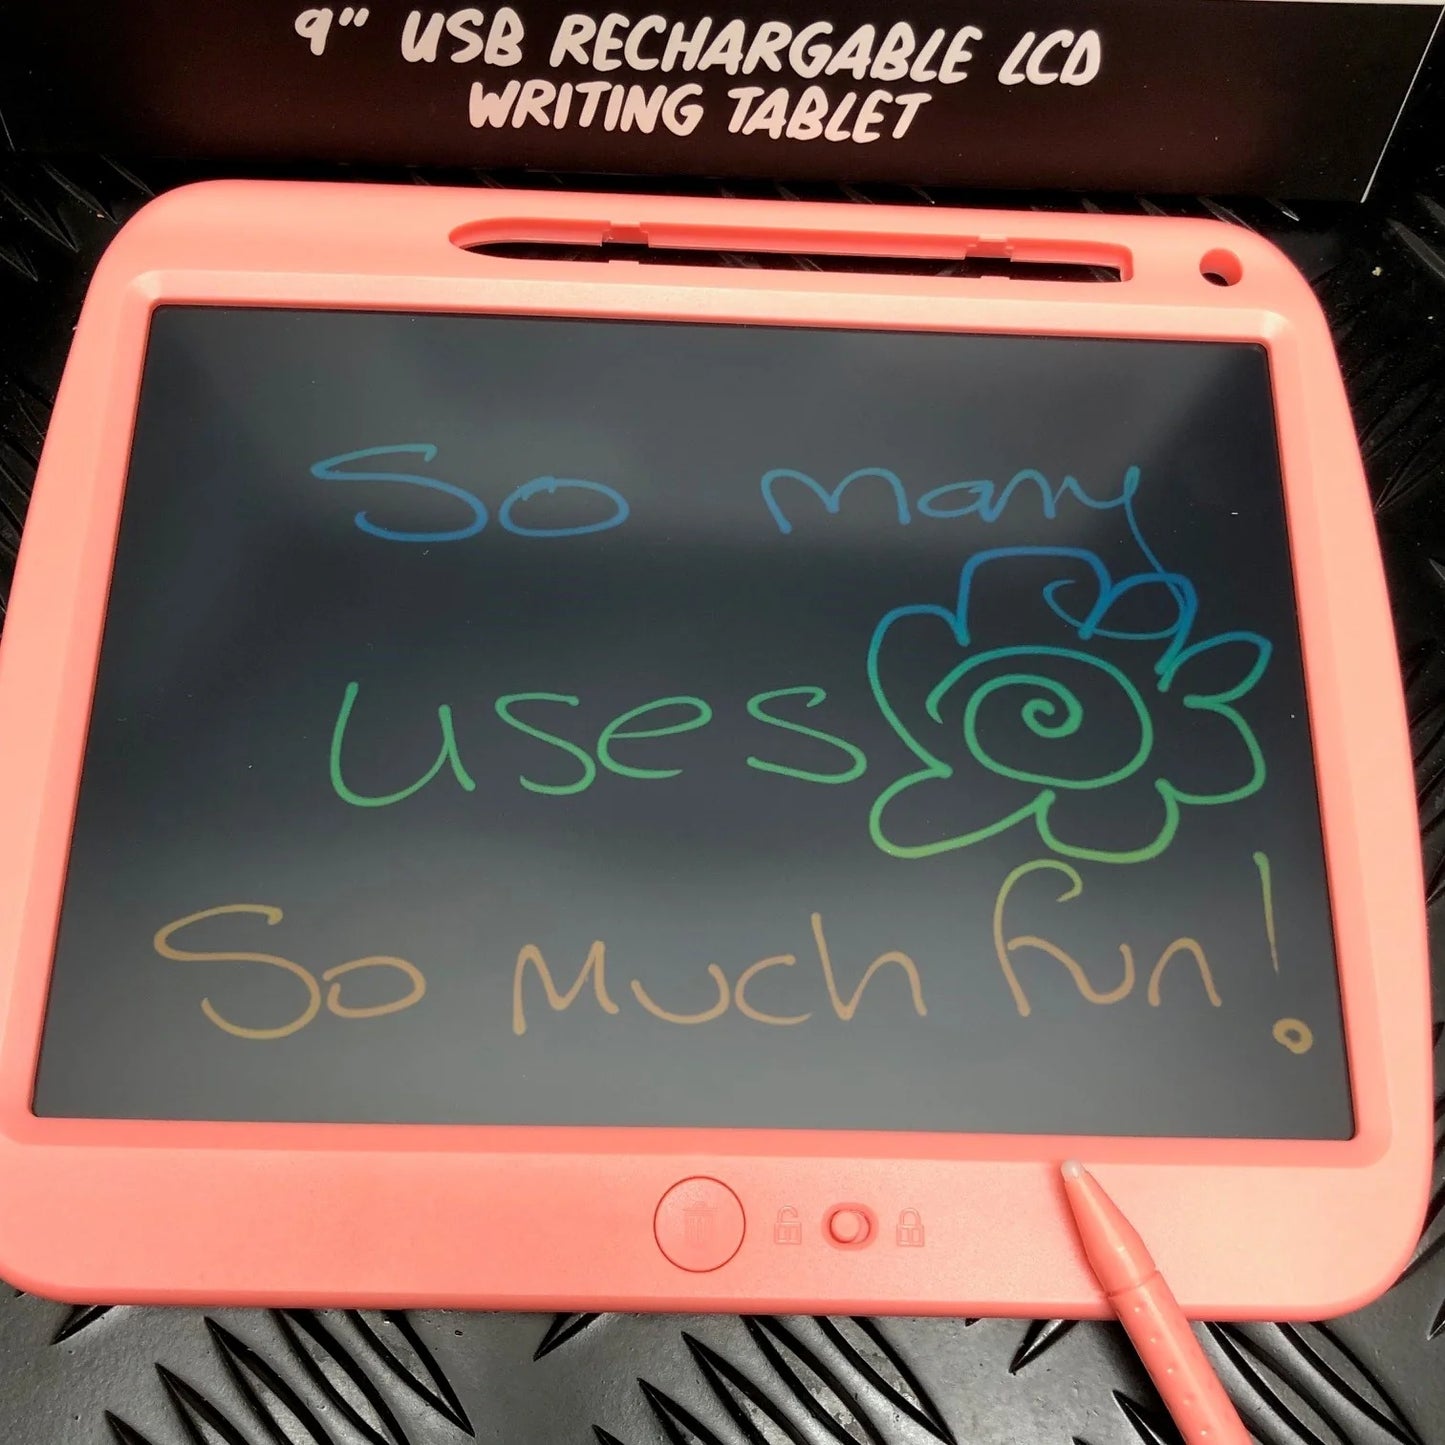 9" USB RECHARGABLE LCD
WRITING TABLET
So many
uses
So Much fun!